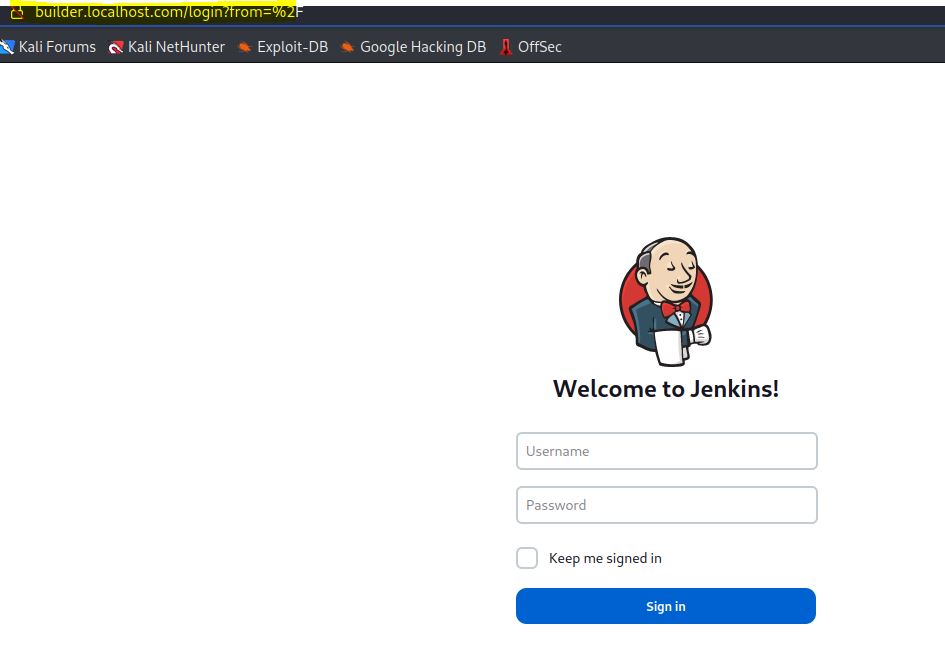 builder.localhost.com/login?from=%2F
Kali Forums Kali NetHunter Exploit-DB Google Hacking DB OffSec
Welcome to Jenkins!
Username
Password
Keep me signed in
Sign in